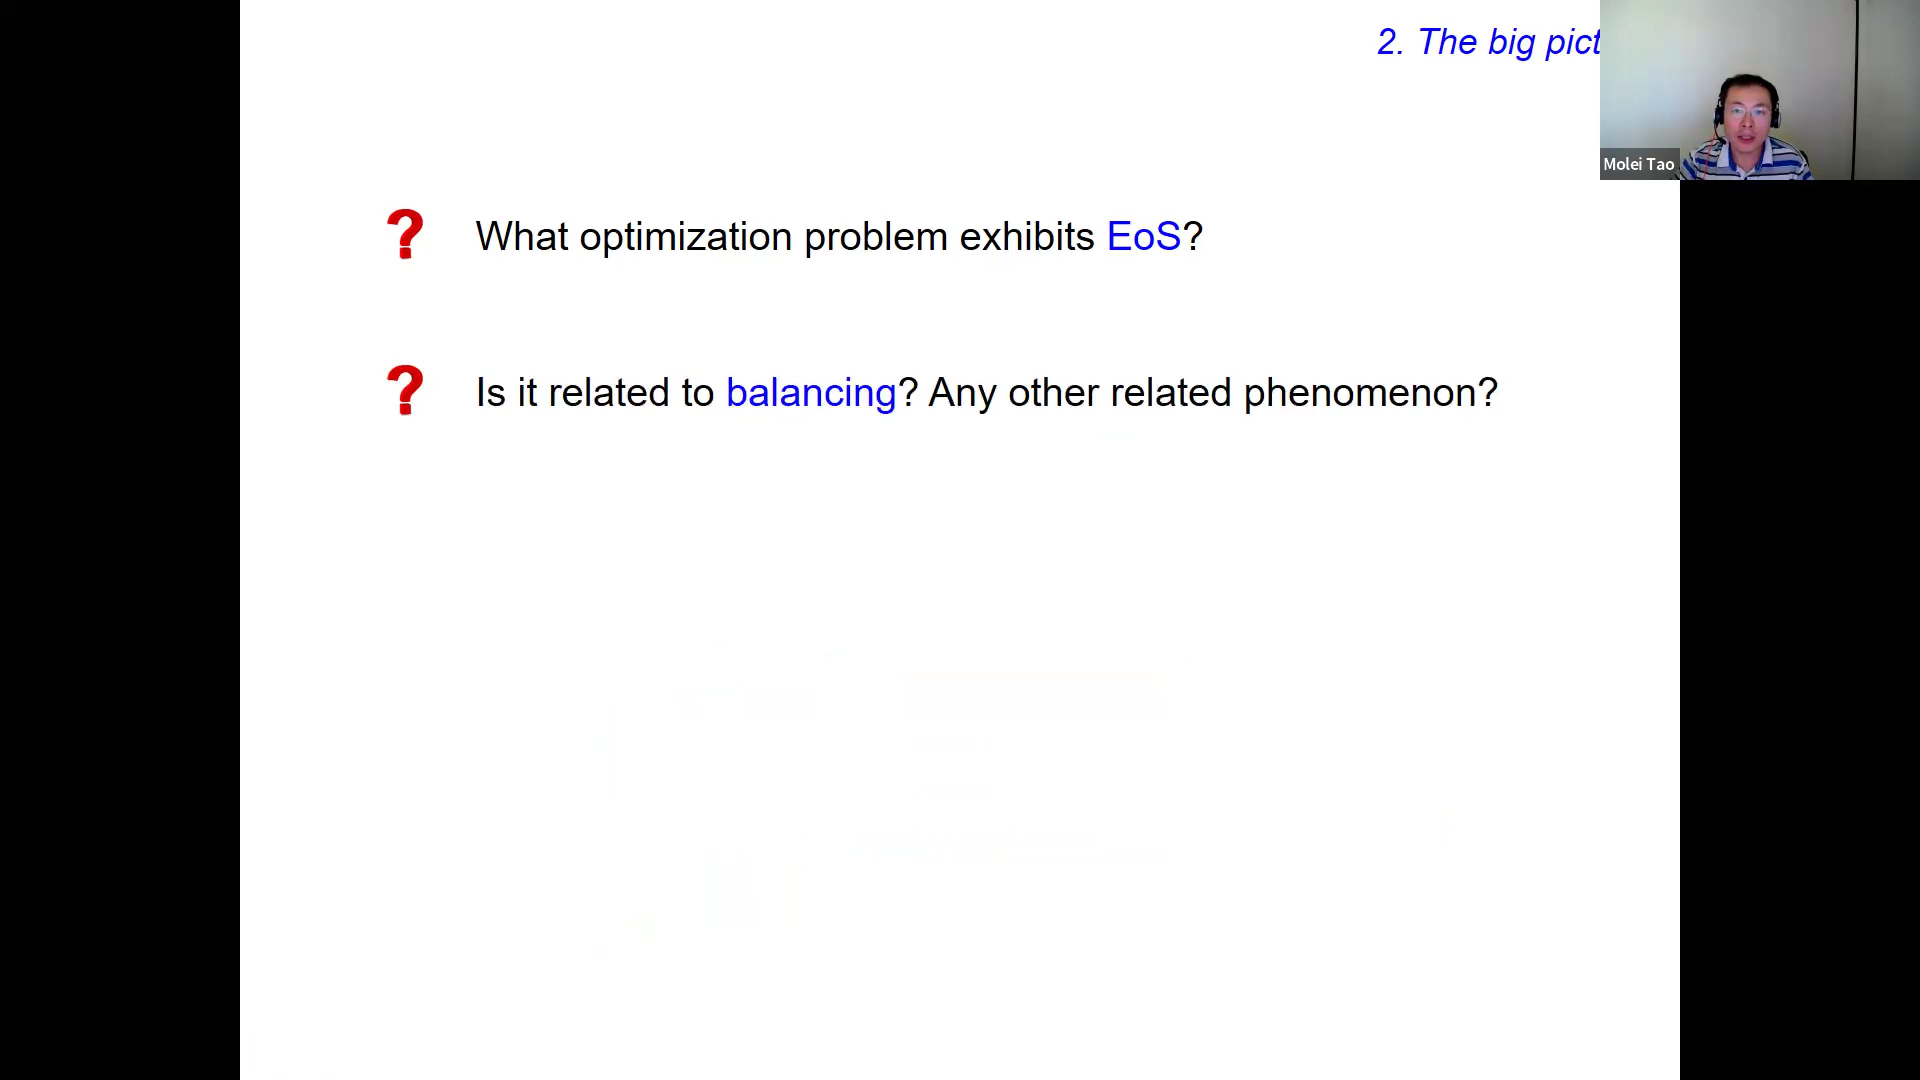 2. The big pict
Molei Tao
? What optimization problem exhibits EoS?
? Is it related to balancing? Any other related phenomenon?